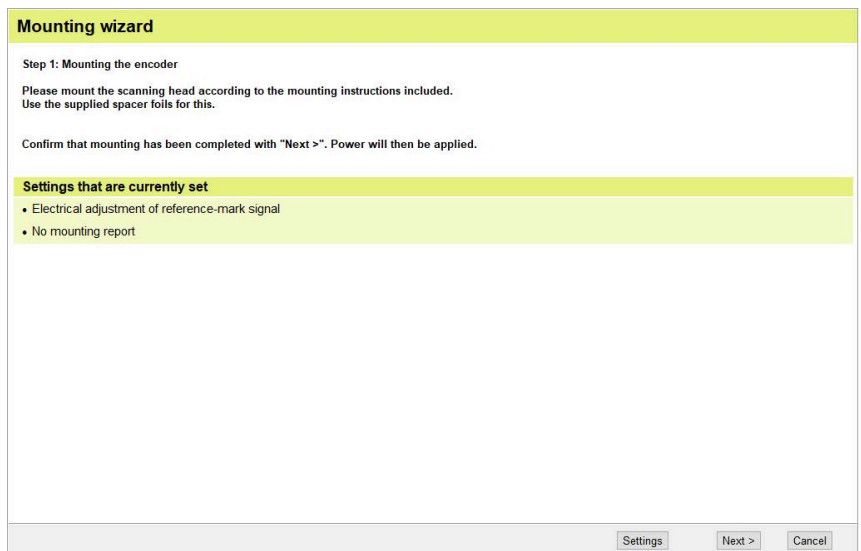 Mounting wizard
Step 1: Mounting the encoder
Please mount the scanning head according to the mounting instructions included.
Use the supplied spacer foils for this.
Confirm that mounting has been completed with "Next >". Power will then be applied.
Settings that are currently set
• Electrical adjustment of reference-mark signal
• No mounting report
Settings Next > Cancel